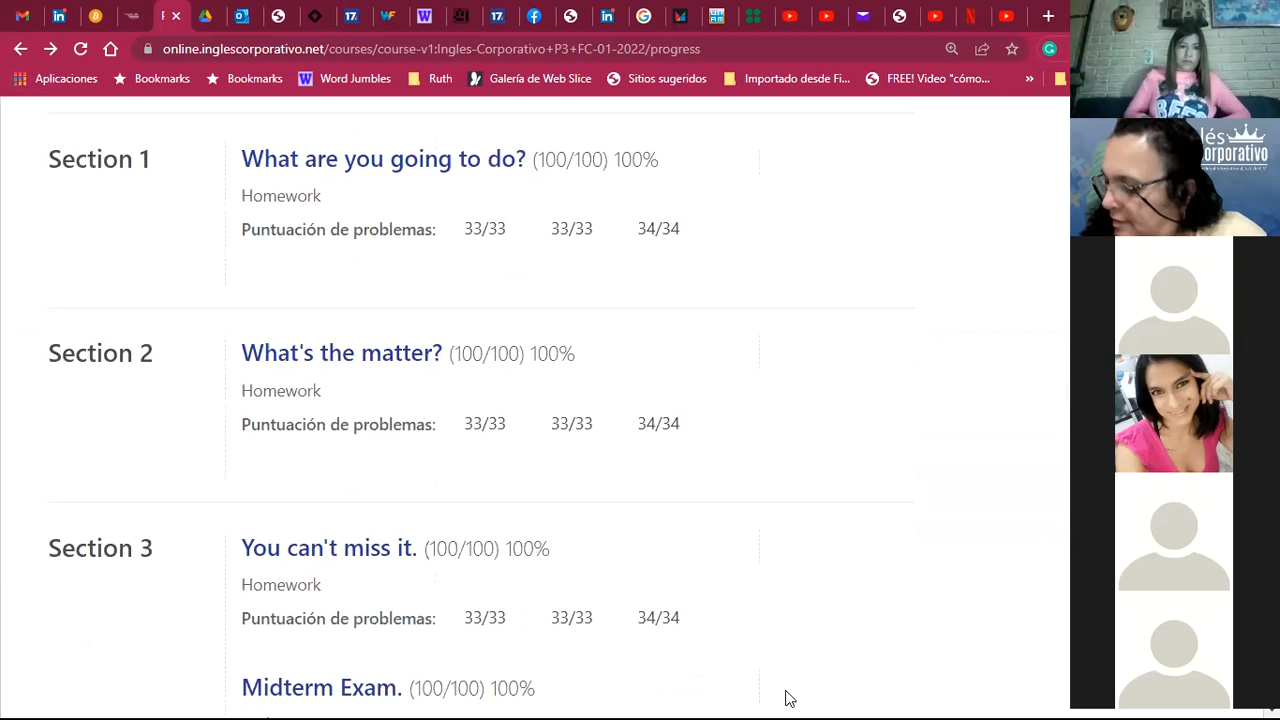 online.inglescorporativo.net/courses/course-v1:Ingles-Corporativo+P3+FC-01-2022/progress
Aplicaciones
Bookmarks
Bookmarks
Word Jumbles
Ruth
Galería de Web Slice
Sitios sugeridos
Importado desde Fi...
FREE! Video "cómo...
»
Section 1
What are you going to do? (100/100) 100%
Homework
Puntuación de problemas: 33/33 33/33 34/34
Section 2
What's the matter? (100/100) 100%
Homework
Puntuación de problemas: 33/33 33/33 34/34
Section 3
You can't miss it. (100/100) 100%
Homework
Puntuación de problemas: 33/33 33/33 34/34
Midterm Exam. (100/100) 100%